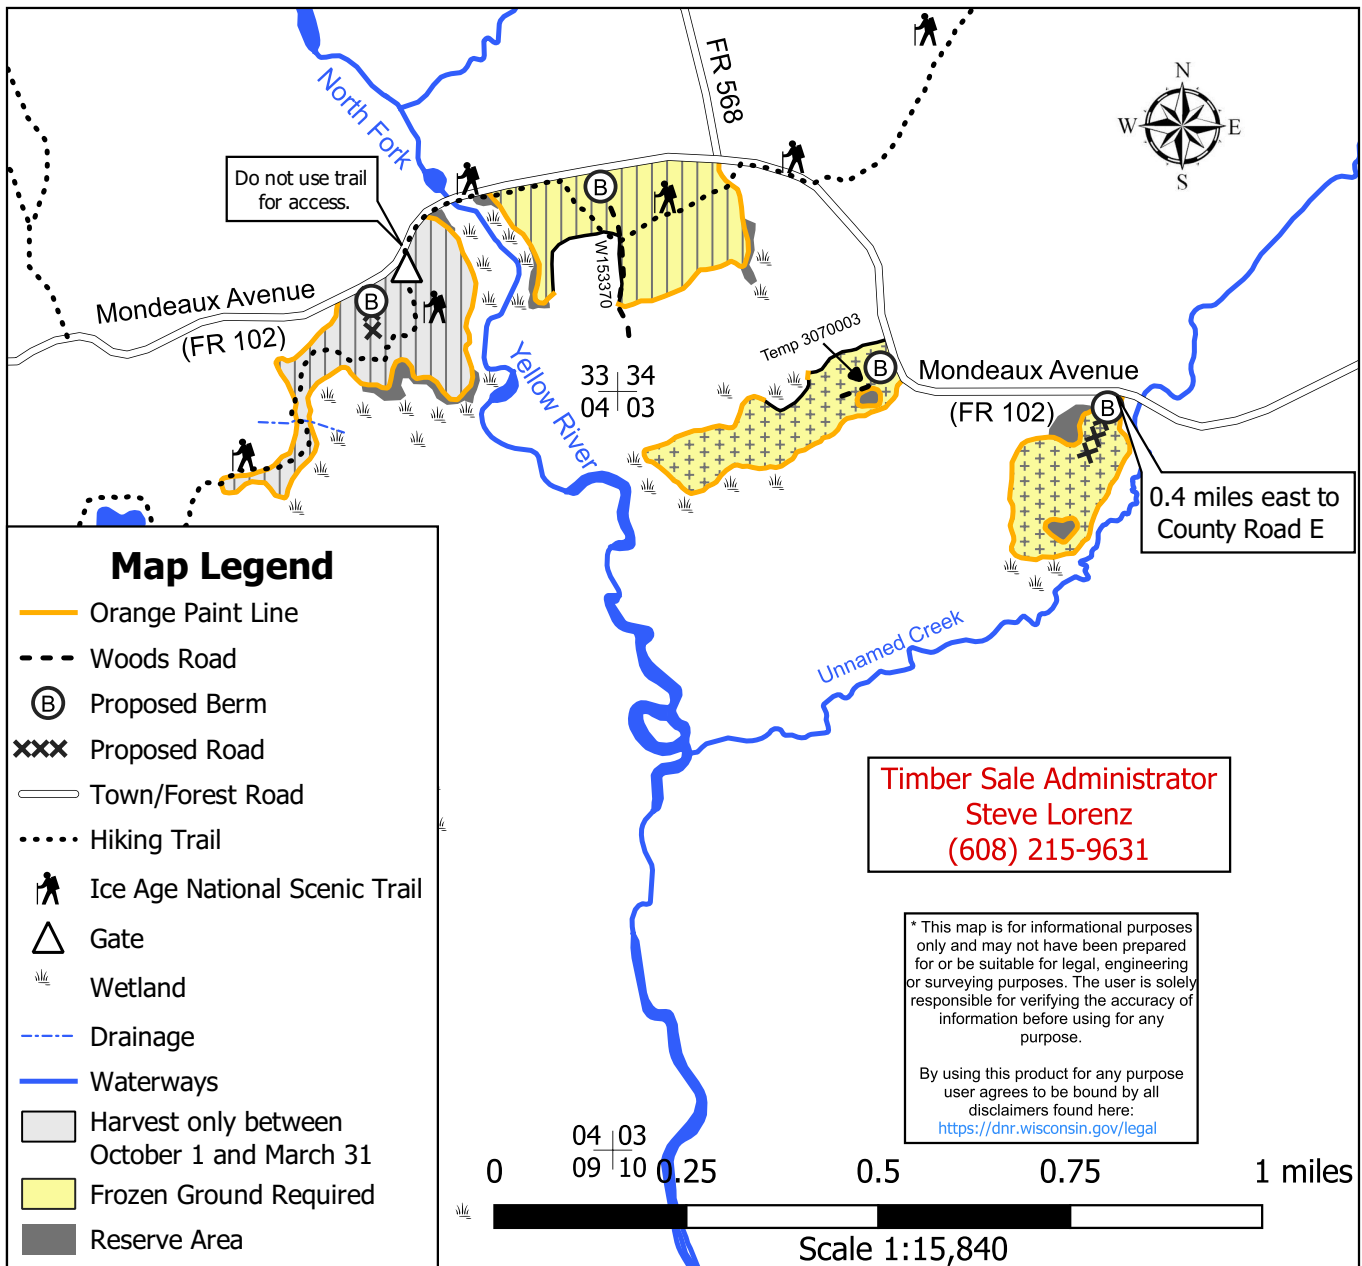 FR 568
North Fork
N
W
E
S
Do not use trail
for access.
B
B
W153370
Mondeaux Avenue
(FR 102)
Yellow River
Temp 3070003
33 34
04 03
B
Mondeaux Avenue
(FR 102)
B
0.4 miles east to
County Road E
Unnamed Creek
Map Legend
Orange Paint Line
Woods Road
B Proposed Berm
Proposed Road
Town/Forest Road
Hiking Trail
Ice Age National Scenic Trail
Gate
Wetland
Drainage
Waterways
Harvest only between
October 1 and March 31
Frozen Ground Required
Reserve Area
Timber Sale Administrator
Steve Lorenz
(608) 215-9631
* This map is for informational purposes
only and may not have been prepared
for or be suitable for legal, engineering
or surveying purposes. The user is solely
responsible for verifying the accuracy of
information before using for any
purpose.
By using this product for any purpose
user agrees to be bound by all
disclaimers found here:
https://dnr.wisconsin.gov/legal
04 03
09 10
0 0.25 0.5 0.75 1 miles
Scale 1:15,840